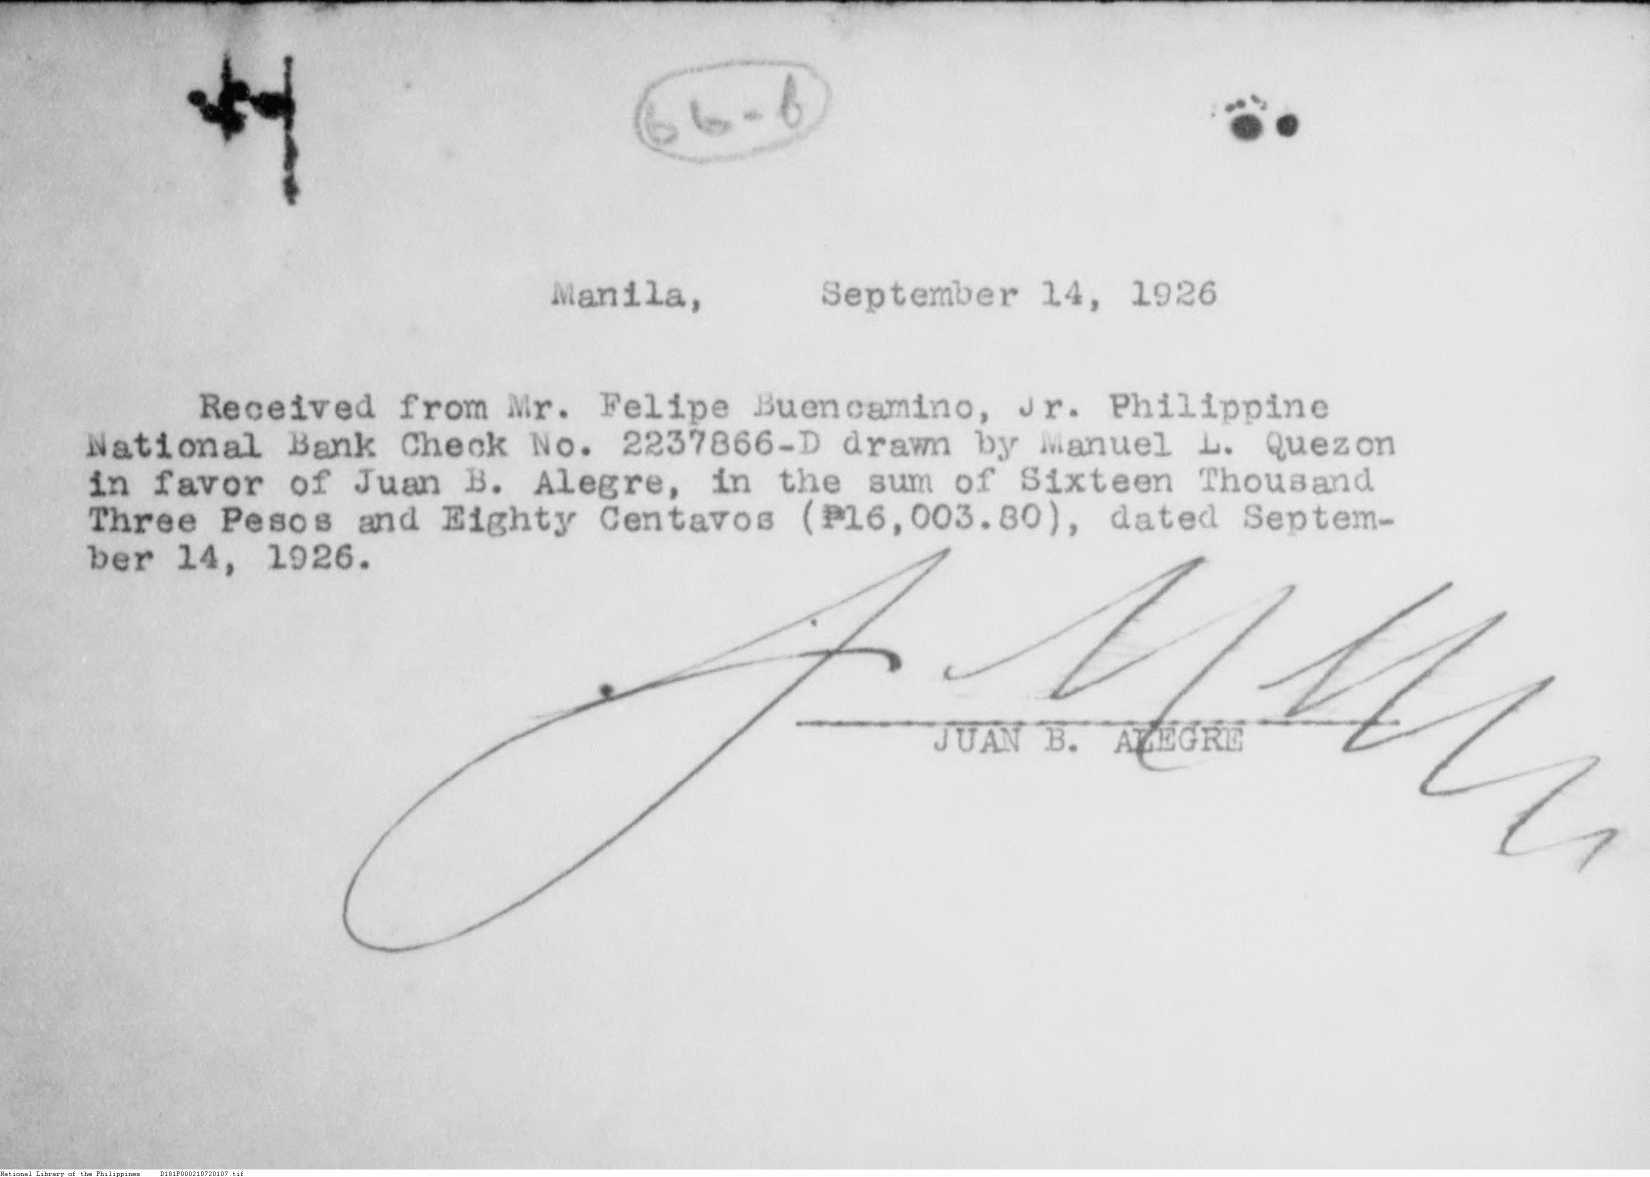 66-6
Manila, September 14, 1926
Received from Mr. Felipe Buencamino, Jr. Philippine
National Bank Check No. 2237866-D drawn by Manuel L. Quezon
in favor of Juan B. Alegre, in the sum of Sixteen Thousand
Three Pesos and Eighty Centavos (₱16,003.80), dated Septem-
ber 14, 1926.
JUAN B. ALEGRE
National Library of the Philippines D101P000210720107.tif